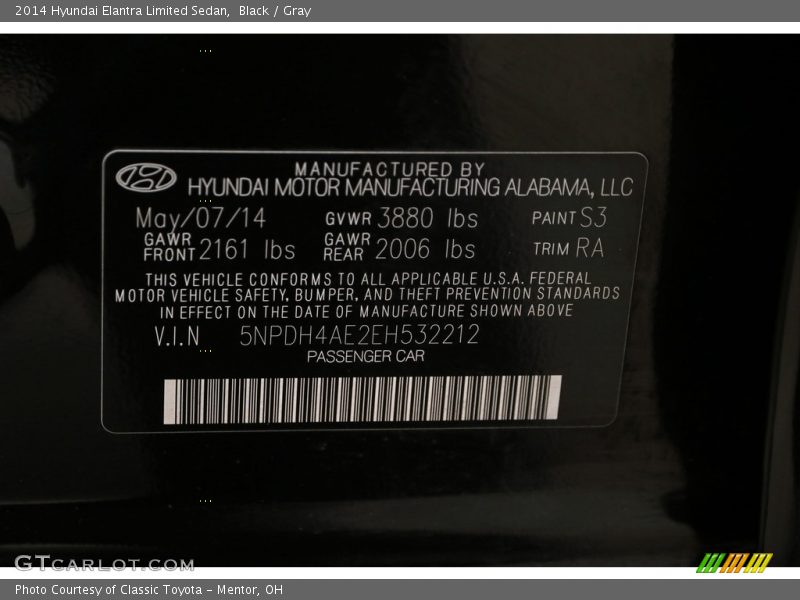 2014 Hyundai Elantra Limited Sedan,  Black / Gray
MANUFACTURED BY
HYUNDAI MOTOR MANUFACTURING ALABAMA, LLC
May/07/14 GVWR 3880 lbs PAINT S3
GAWR FRONT 2161 lbs GAWR REAR 2006 lbs TRIM RA
THIS VEHICLE CONFORMS TO ALL APPLICABLE U.S.A. FEDERAL
MOTOR VEHICLE SAFETY, BUMPER, AND THEFT PREVENTION STANDARDS
IN EFFECT ON THE DATE OF MANUFACTURE SHOWN ABOVE
V.I.N 5NPDH4AE2EH532212
PASSENGER CAR
GTCARLOT.COM
Photo Courtesy of Classic Toyota - Mentor, OH